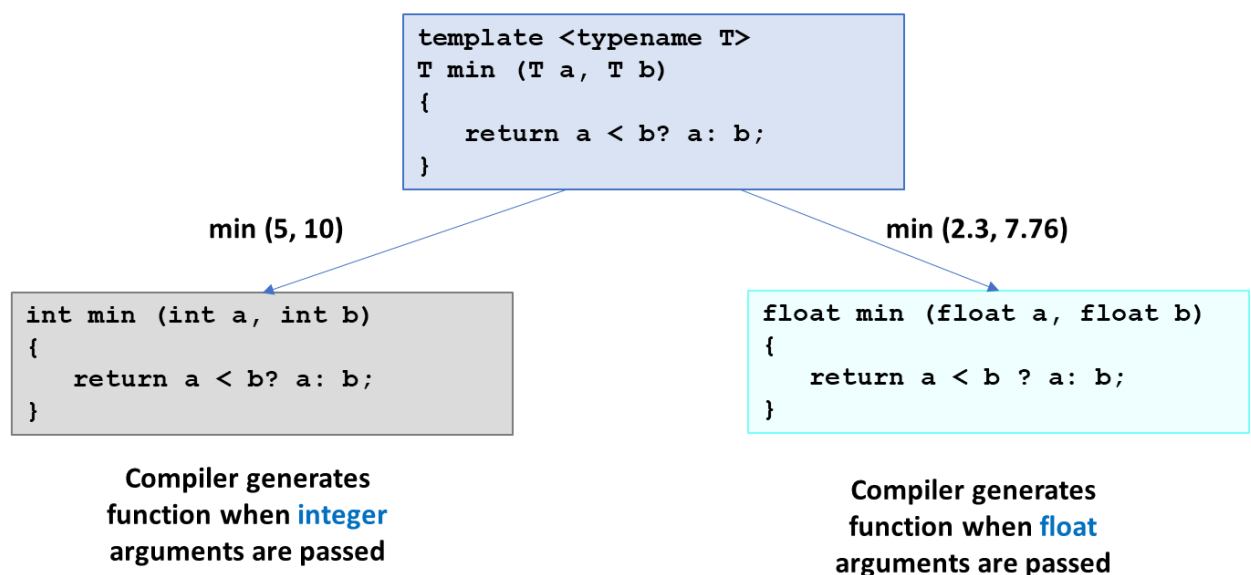 template <typename T>
T min (T a, T b)
{
return a < b? a: b;
}
min (5, 10)
min (2.3, 7.76)
int min (int a, int b)
{
return a < b? a: b;
}
float min (float a, float b)
{
return a < b ? a: b;
}
Compiler generates
function when integer
arguments are passed
Compiler generates
function when float
arguments are passed